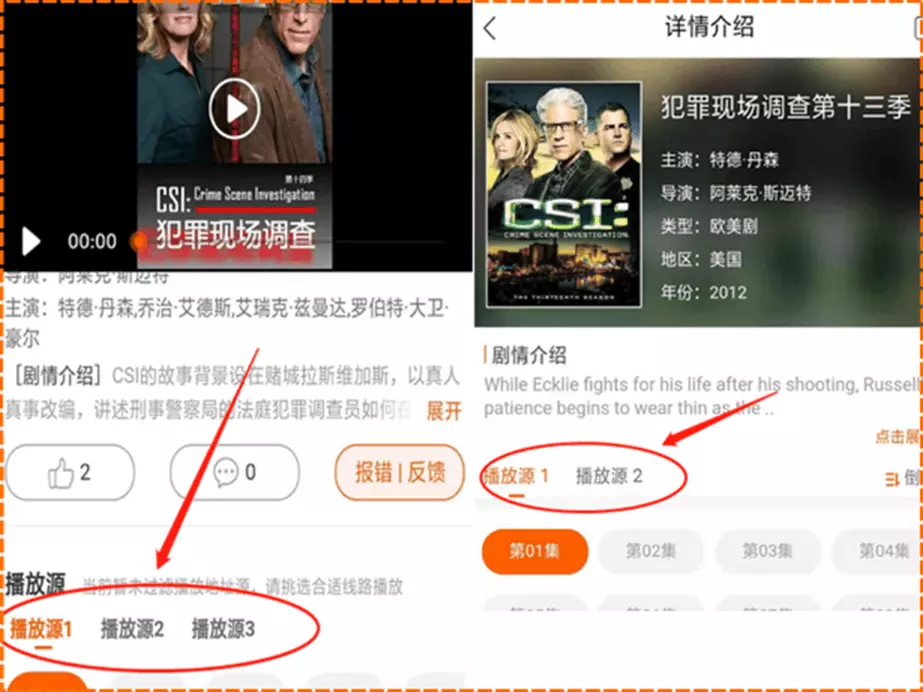 第十四季
CSI: Crime Scene Investigation
犯罪现场调查
00:00
导演：阿莱克·斯迈特
主演：特德·丹森,乔治·艾德斯,艾瑞克·兹曼达,罗伯特·大卫·
豪尔
[剧情介绍] CSI的故事背景设在赌城拉斯维加斯，以真人
真事改编，讲述刑事警察局的法庭犯罪调查员如何在 展开
2
0
报错 | 反馈
播放源 当前暂未过滤播放地址源，请挑选合适线路播放
播放源1 播放源2 播放源3
详情介绍
CSI:
CRIME SCENE INVESTIGATION
THE THIRTEENTH SEASON
犯罪现场调查第十三季
主演：特德·丹森
导演：阿莱克·斯迈特
类型：欧美剧
地区：美国
年份：2012
剧情介绍
While Ecklie fights for his life after his shooting, Russell
patience begins to wear thin as the ..
点击展
播放源 1 播放源 2 倒
第01集 第02集 第03集 第04集